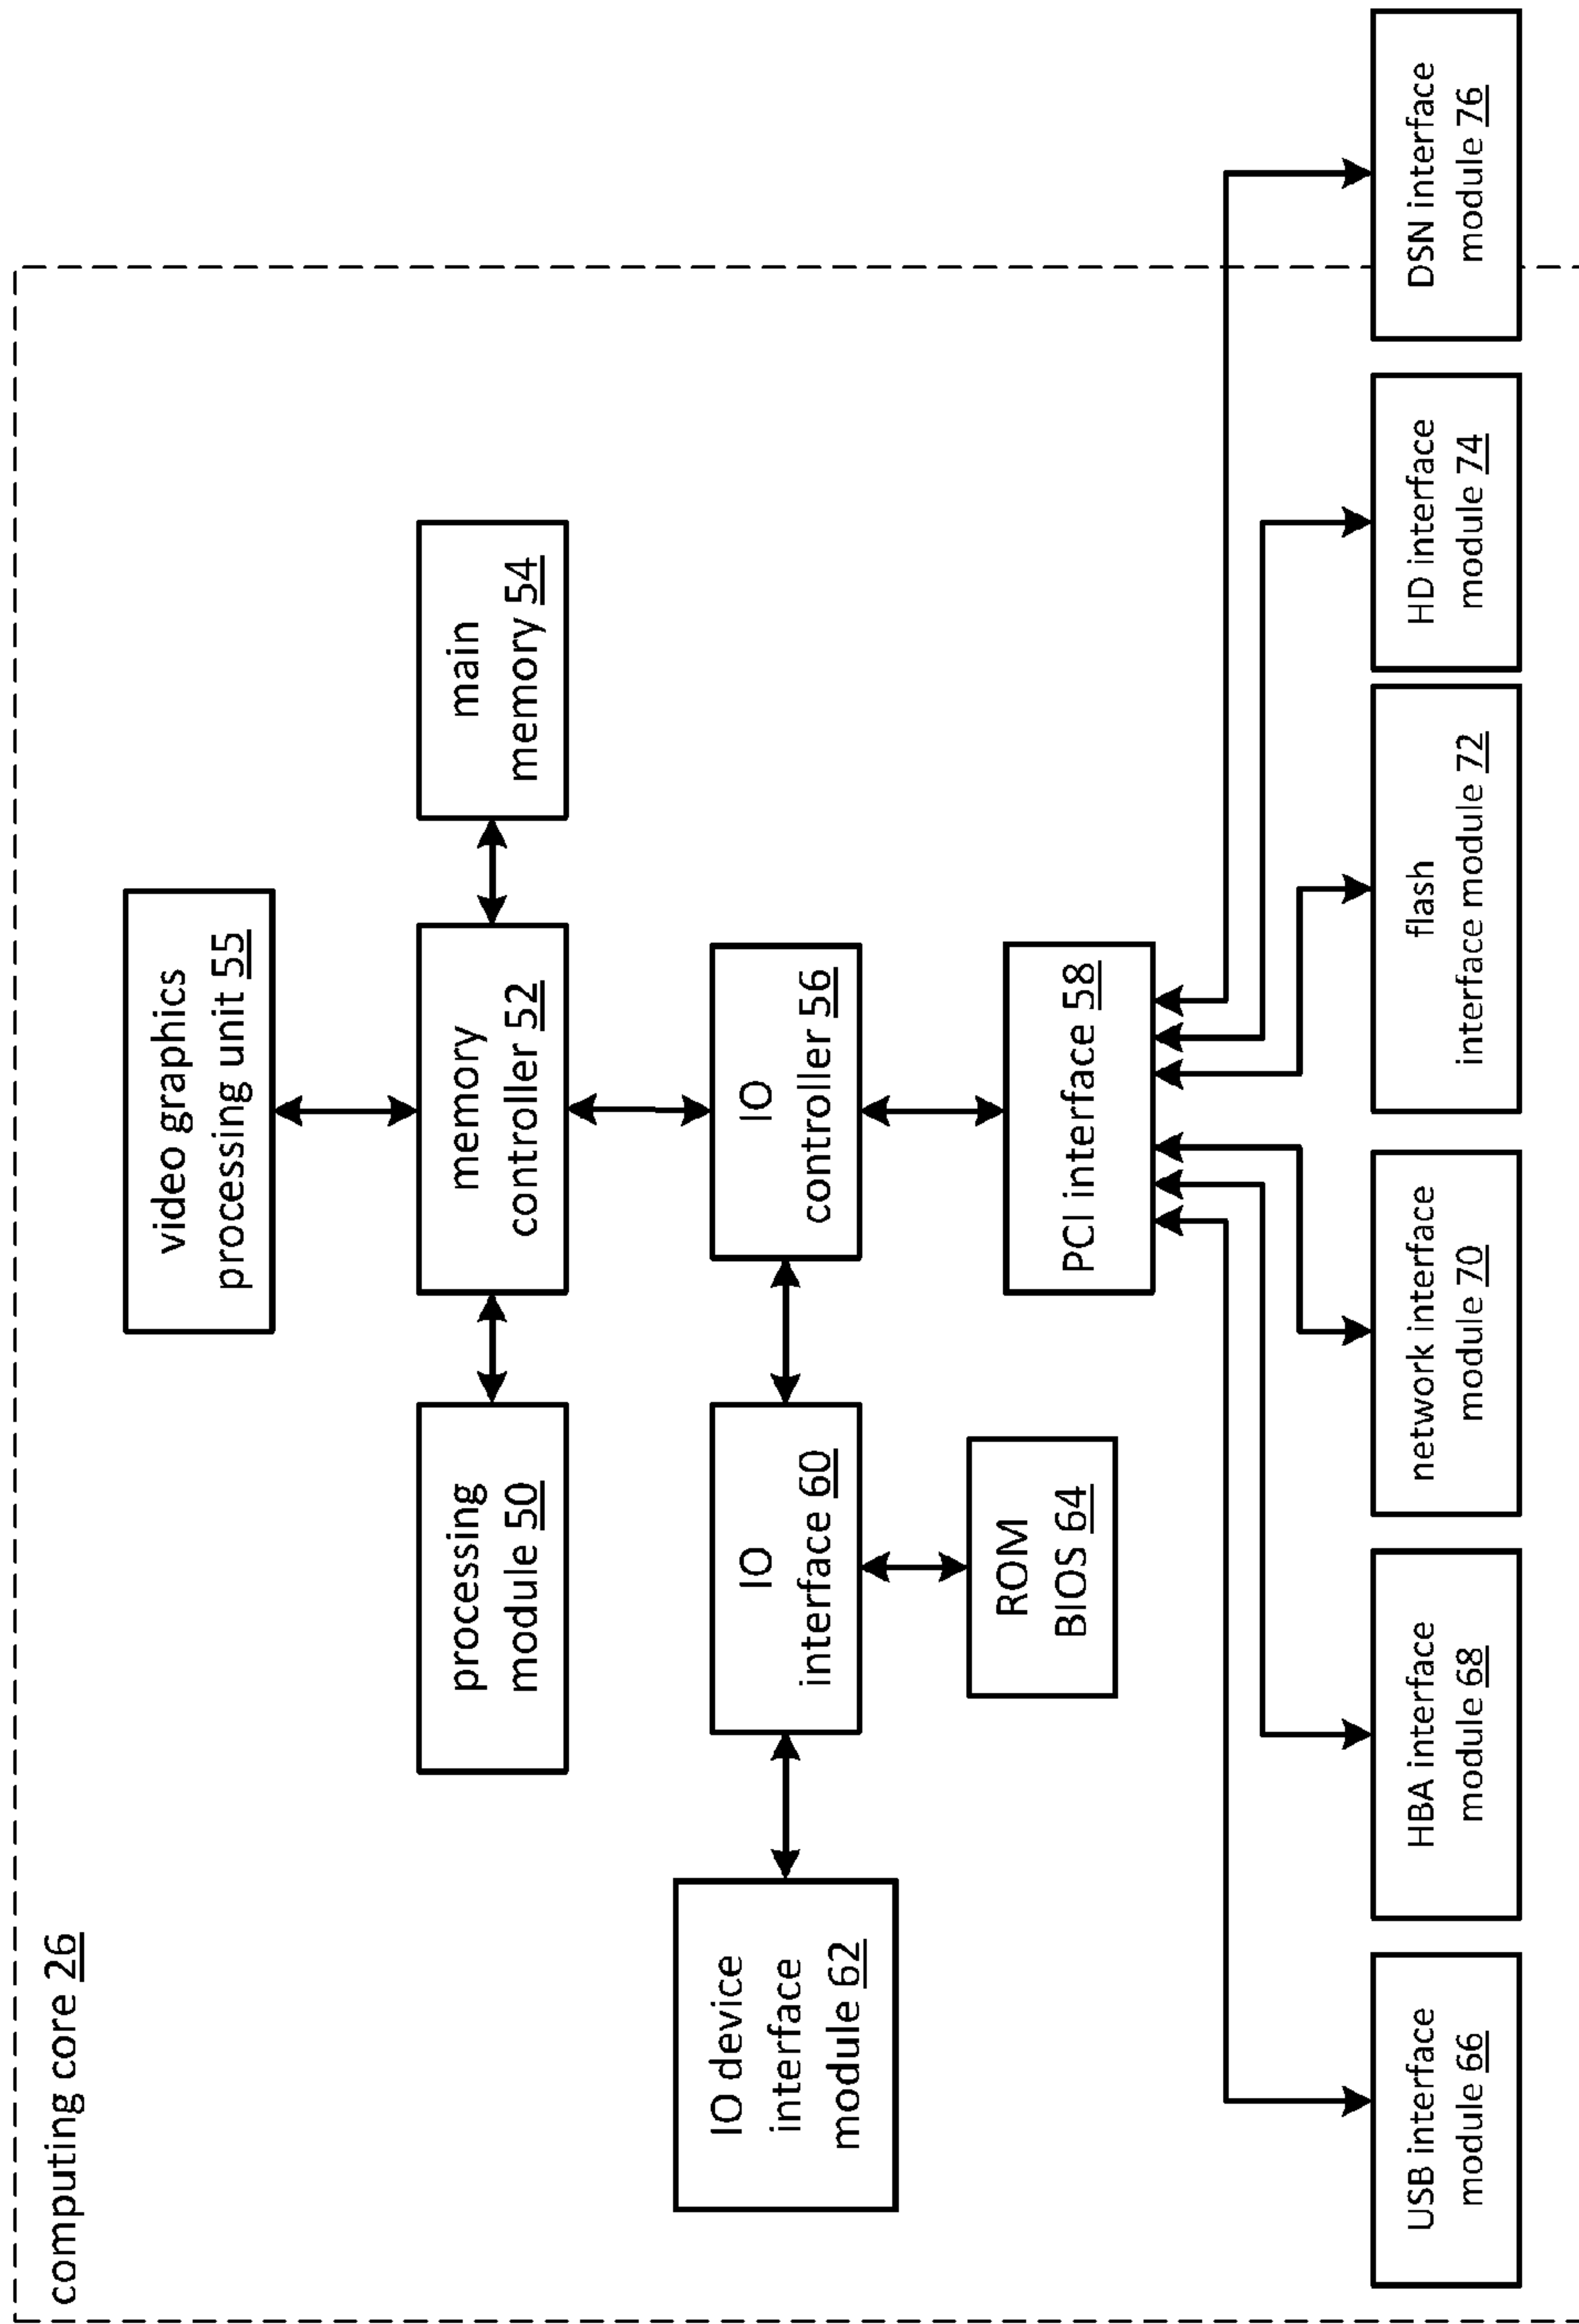 computing core 26
video graphics
processing unit 55
processing
module 50
memory
controller 52
main
memory 54
IO device
interface
module 62
IO
interface 60
IO
controller 56
ROM
BIOS 64
PCI interface 58
USB interface
module 66
HBA interface
module 68
network interface
module 70
flash
interface module 72
HD interface
module 74
DSN interface
module 76